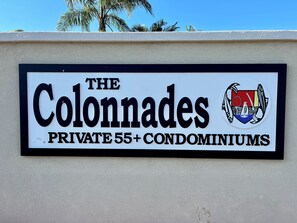 THE
Colonnades
PRIVATE 55+ CONDOMINIUMS